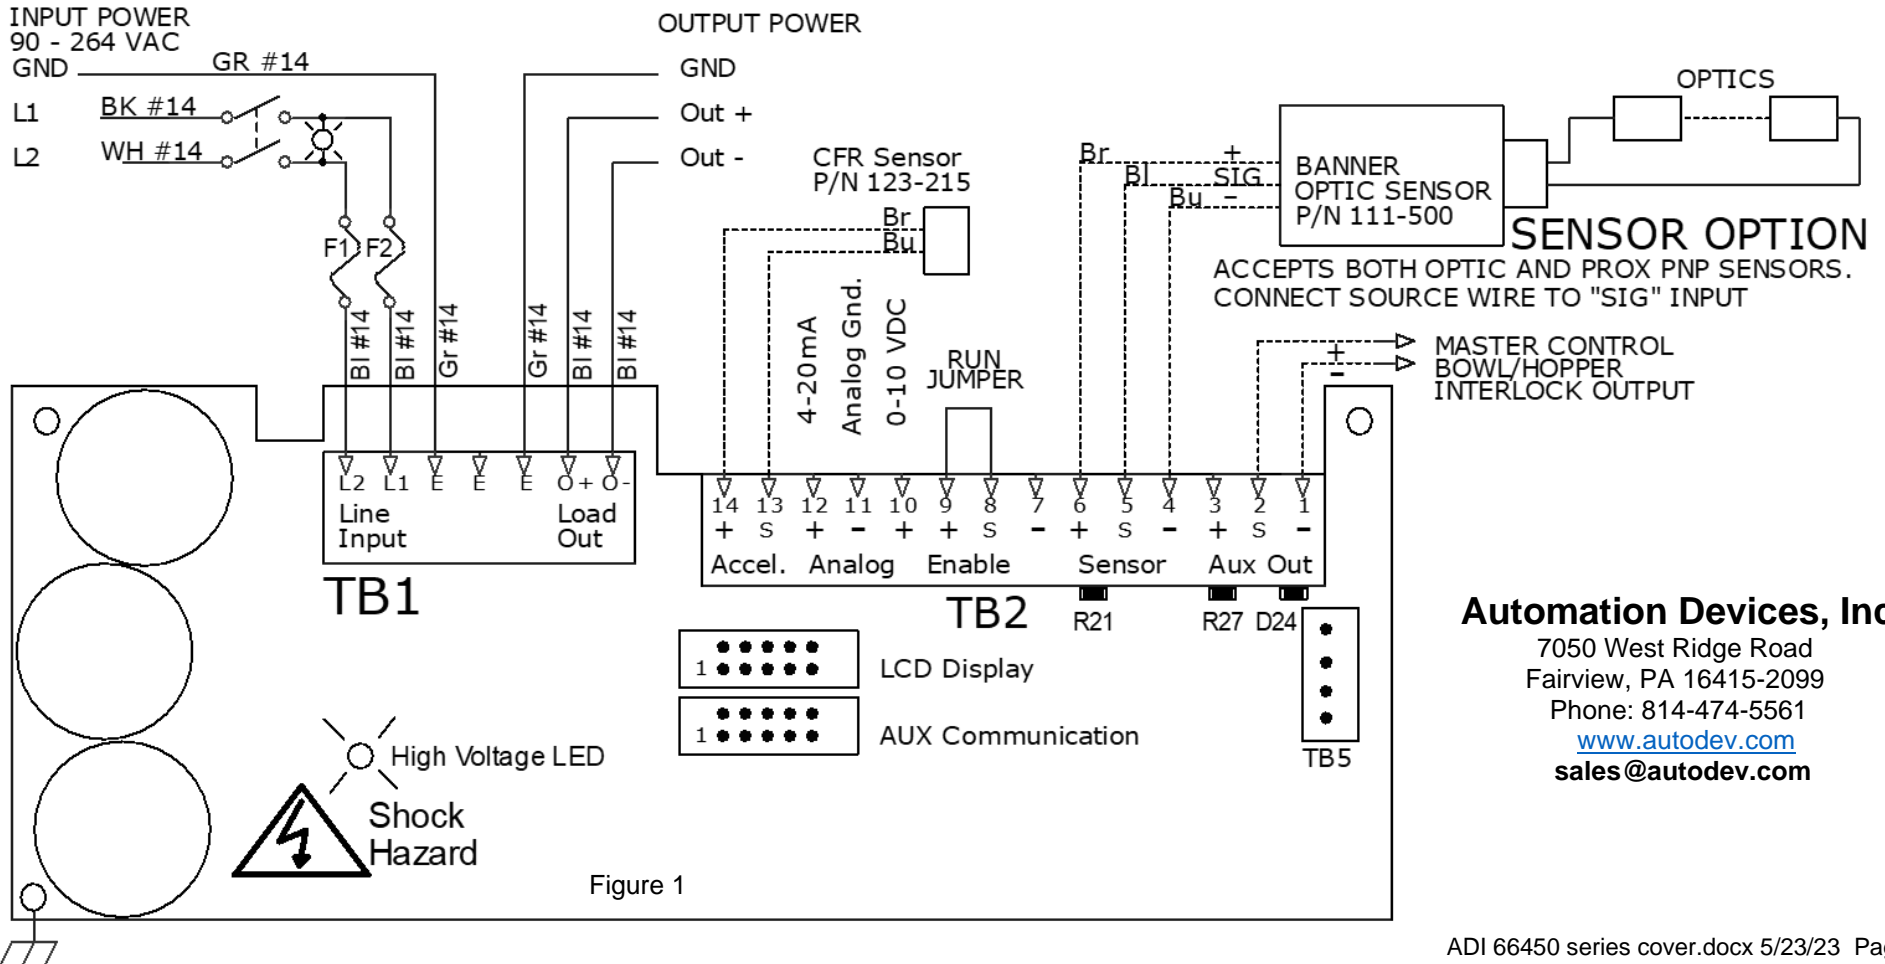 INPUT POWER
90 - 264 VAC
GND
GR #14
L1
BK #14
L2
WH #14
F1
F2
Bl #14
Bl #14
Gr #14
Gr #14
Bl #14
Bl #14
OUTPUT POWER
GND
Out +
Out -
CFR Sensor
P/N 123-215
Br
Bu
4-20mA
Analog Gnd.
0-10 VDC
RUN
JUMPER
Br
+
Bl
SIG
Bu
-
BANNER
OPTIC SENSOR
P/N 111-500
OPTICS
SENSOR OPTION
ACCEPTS BOTH OPTIC AND PROX PNP SENSORS.
CONNECT SOURCE WIRE TO "SIG" INPUT
+
-
MASTER CONTROL
BOWL/HOPPER
INTERLOCK OUTPUT
L2 L1 E E E O+ O-
Line
Input
Load
Out
TB1
14 13 12 11 10 9 8 7 6 5 4 3 2 1
+ S + - + + S - + S - + S -
Accel. Analog Enable Sensor Aux Out
TB2
R21
R27 D24
TB5
1
LCD Display
1
AUX Communication
High Voltage LED
Shock
Hazard
Figure 1
Automation Devices, Inc
7050 West Ridge Road
Fairview, PA 16415-2099
Phone: 814-474-5561
www.autodev.com
sales@autodev.com
ADI 66450 series cover.docx 5/23/23 Pag